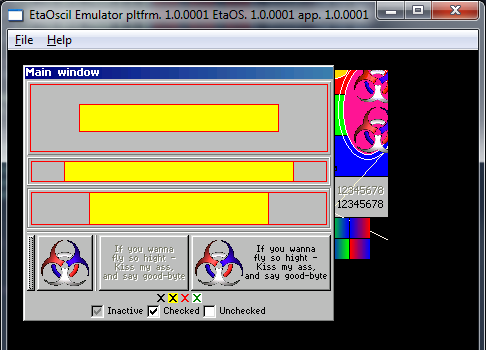 EtaOscil Emulator pltfrm. 1.0.0001 EtaOS. 1.0.0001 app. 1.0.0001
File Help
Main window
12345678
12345678
If you wanna
fly so hight -
Kiss my ass,
and say good-byte
If you wanna
fly so hight -
Kiss my ass,
and say good-byte
X X X X
Inactive Checked Unchecked